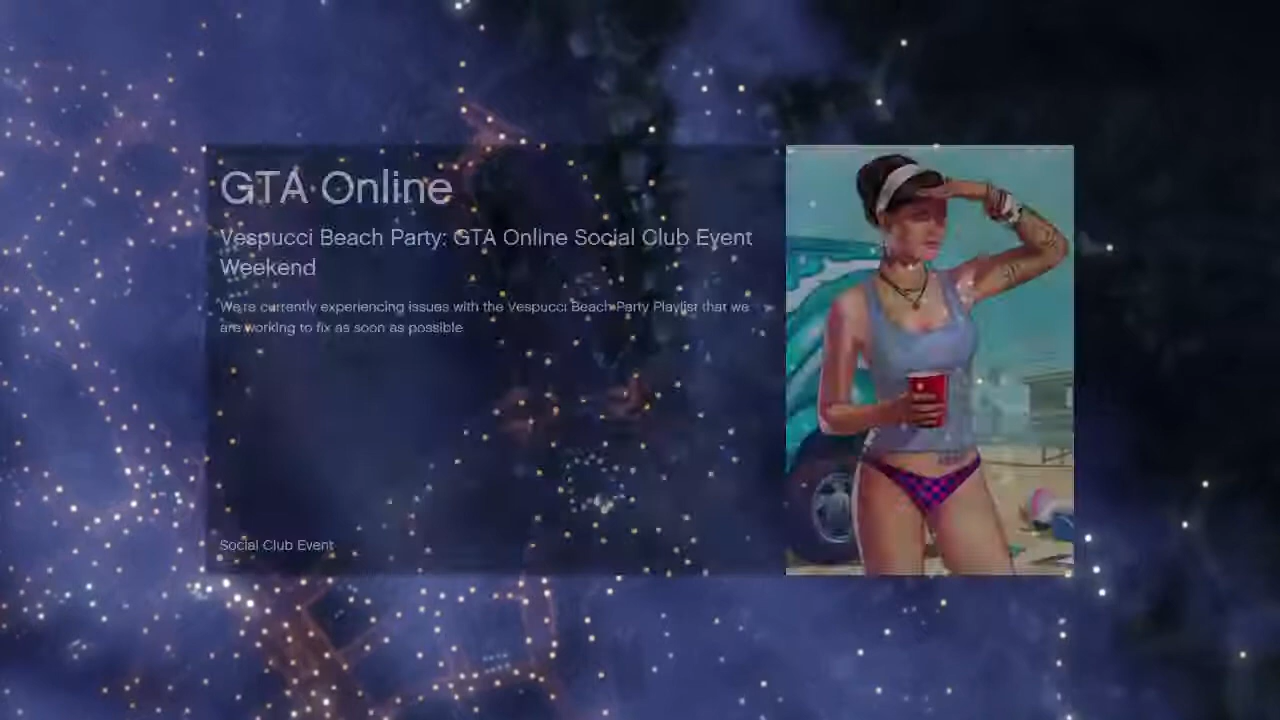 GTA Online
Vespucci Beach Party: GTA Online Social Club Event
Weekend
We're currently experiencing issues with the Vespucci Beach Party Playlist that we
are working to fix as soon as possible
Social Club Event